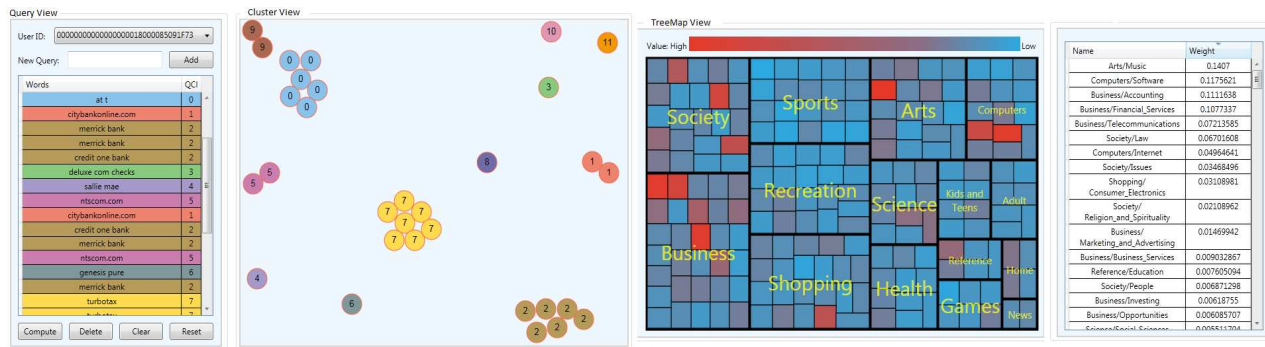 Query View
User ID: 00000000000000000018000085091F73
New Query: Add
Words QCI
at t 0
citybankonline.com 1
merrick bank 2
merrick bank 2
credit one bank 2
deluxe com checks 3
sallie mae 4
ntscom.com 5
citybankonline.com 1
credit one bank 2
merrick bank 2
ntscom.com 5
genesis pure 6
merrick bank 2
turbotax 7
Compute Delete Clear Reset
Cluster View
9
9
0 0
0
0 0
0
10
11
3
5
5
8
1
1
7
7 7
7
7 7
7
4
6
2 2 2 2
2 2 2
TreeMap View
Value: High Low
Society
Sports
Arts
Computers
Recreation
Science
Kids and
Teens
Adult
Business
Shopping
Health
Reference
Home
Games
News
Name Weight
Arts/Music 0.1407
Computers/Software 0.1175621
Business/Accounting 0.1111638
Business/Financial_Services 0.1077337
Business/Telecommunications 0.07213585
Society/Law 0.06701608
Computers/Internet 0.04964641
Society/Issues 0.03468496
Shopping/
Consumer_Electronics 0.03108981
Society/
Religion_and_Spirituality 0.02108962
Business/
Marketing_and_Advertising 0.01469942
Business/Business_Services 0.009032867
Reference/Education 0.007605094
Society/People 0.006871298
Business/Investing 0.00618755
Business/Opportunities 0.006085707
Science/Social_Sciences 0.005511704